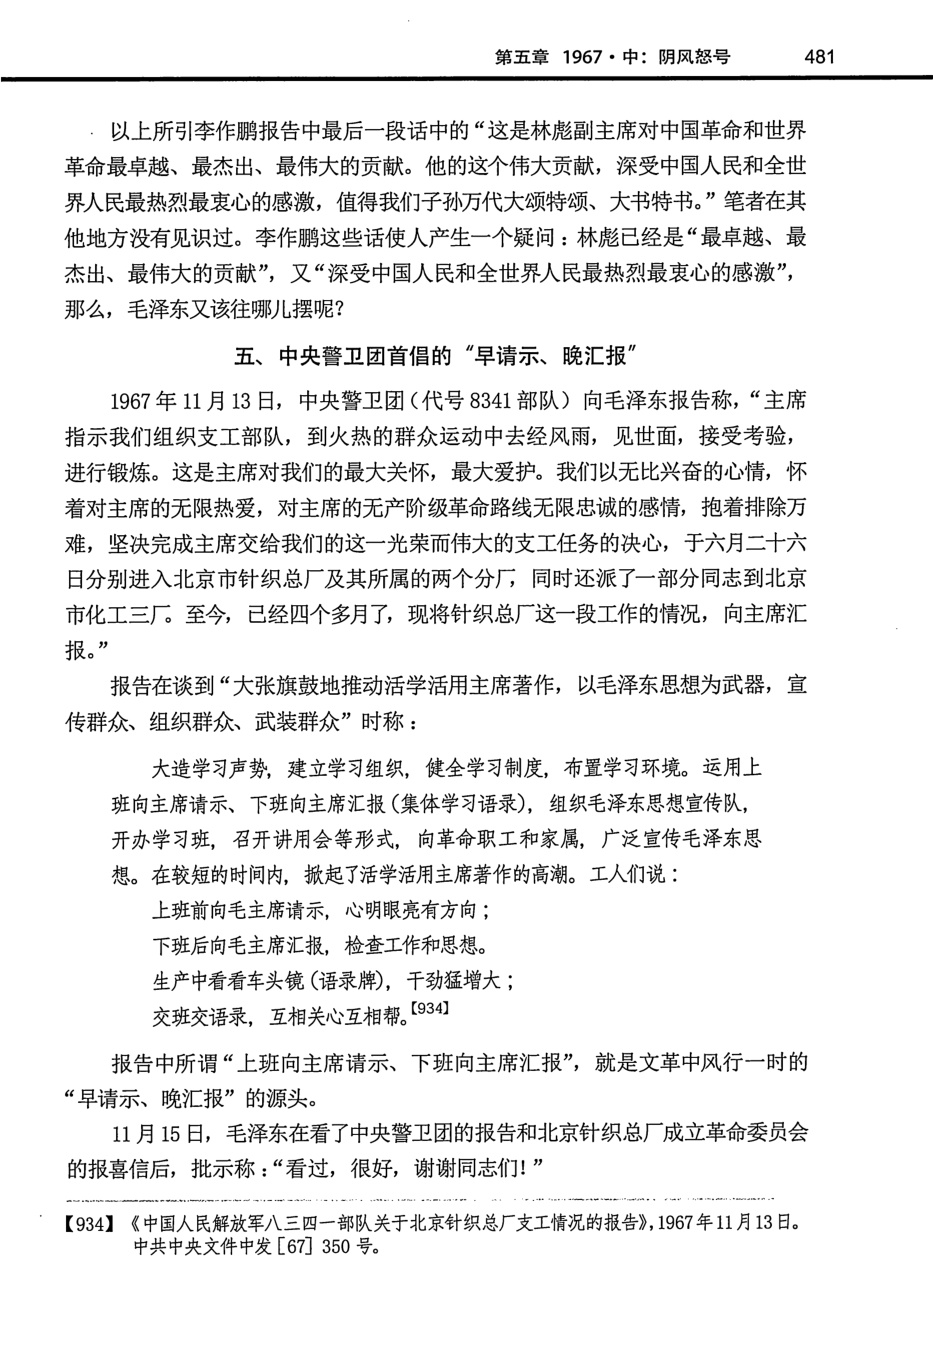 第五章 1967·中：阴风怒号 481
以上所引李作鹏报告中最后一段话中的“这是林彪副主席对中国革命和世界
革命最卓越、最杰出、最伟大的贡献。他的这个伟大贡献，深受中国人民和全世
界人民最热烈最衷心的感激，值得我们子孙万代大颂特颂、大书特书。”笔者在其
他地方没有见识过。李作鹏这些话使人产生一个疑问：林彪已经是“最卓越、最
杰出、最伟大的贡献”，又“深受中国人民和全世界人民最热烈最衷心的感激”，
那么，毛泽东又该往哪儿摆呢？
五、中央警卫团首倡的“早请示、晚汇报”
1967年11月13日，中央警卫团（代号8341部队）向毛泽东报告称，“主席
指示我们组织支工部队，到火热的群众运动中去经风雨，见世面，接受考验，
进行锻炼。这是主席对我们的最大关怀，最大爱护。我们以无比兴奋的心情，怀
着对主席的无限热爱，对主席的无产阶级革命路线无限忠诚的感情，抱着排除万
难，坚决完成主席交给我们的这一光荣而伟大的支工任务的决心，于六月二十六
日分别进入北京市针织总厂及其所属的两个分厂，同时还派了一部分同志到北京
市化工三厂。至今，已经四个多月了，现将针织总厂这一段工作的情况，向主席汇
报。”
报告在谈到“大张旗鼓地推动活学活用主席著作，以毛泽东思想为武器，宣
传群众、组织群众、武装群众”时称：
大造学习声势，建立学习组织，健全学习制度，布置学习环境。运用上
班向主席请示、下班向主席汇报（集体学习语录），组织毛泽东思想宣传队，
开办学习班，召开讲用会等形式，向革命职工和家属，广泛宣传毛泽东思
想。在较短的时间内，掀起了活学活用主席著作的高潮。工人们说：
上班前向毛主席请示，心明眼亮有方向；
下班后向毛主席汇报，检查工作和思想。
生产中看看车头镜（语录牌），干劲猛增大；
交班交语录，互相关心互相帮。【934】
报告中所谓“上班向主席请示、下班向主席汇报”，就是文革中风行一时的
“早请示、晚汇报”的源头。
11月15日，毛泽东在看了中央警卫团的报告和北京针织总厂成立革命委员会
的报喜信后，批示称：“看过，很好，谢谢同志们！”
【934】《中国人民解放军八三四一部队关于北京针织总厂支工情况的报告》，1967年11月13日。
中共中央文件中发［67］350号。